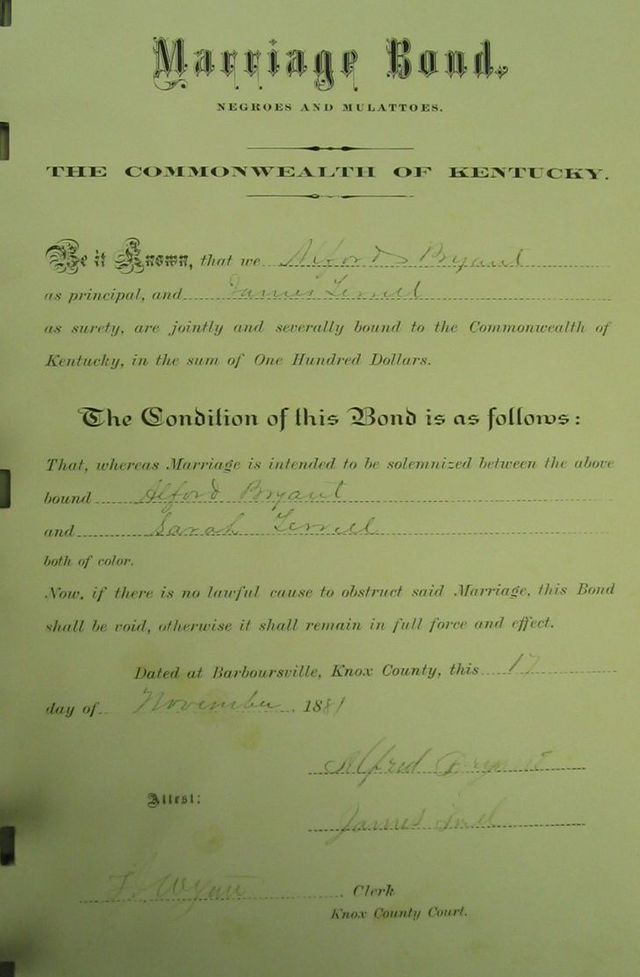 Marriage Bond.
NEGROES AND MULATTOES.
THE COMMONWEALTH OF KENTUCKY.
Be it Known, that we Alford Bryant
as principal, and James Terrell
as surety, are jointly and severally bound to the Commonwealth of
Kentucky, in the sum of One Hundred Dollars.
The Condition of this Bond is as follows:
That, whereas Marriage is intended to be solemnized between the above
bound Alford Bryant
and Sarah Terrell
both of color.
Now, if there is no lawful cause to obstruct said Marriage, this Bond
shall be void, otherwise it shall remain in full force and effect.
Dated at Barboursville, Knox County, this 17
day of November, 1881
Alfred Bryant
Attest:
James
Clerk
Knox County Court.